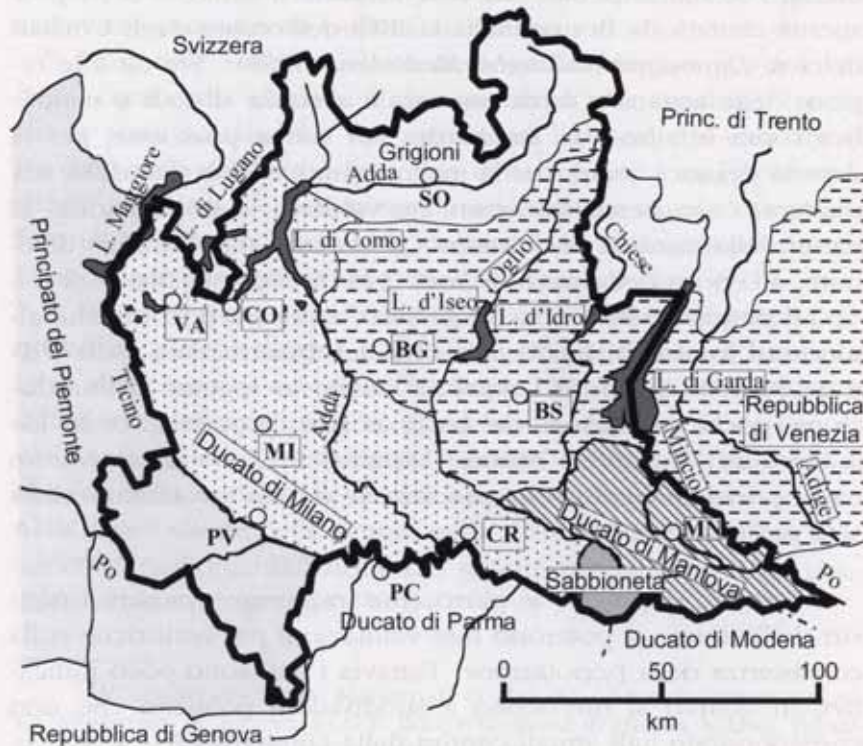 Svizzera
Princ. di Trento
Grigioni
Adda
SO
Maggiore
di Lugano
L. di Como
Oglio
Chiese
Principato del Piemonte
L. d'Iseo
L. d'Idro
VA
CO
BG
BS
L. di Garda
Repubblica
di Venezia
Ticino
Adda
MI
Mincio
Adige
Ducato di Milano
PV
CR
Ducato di Mantova
MN
Po
PC
Sabbioneta
Po
Ducato di Parma
Ducato di Modena
0 50 100
km
Repubblica di Genova